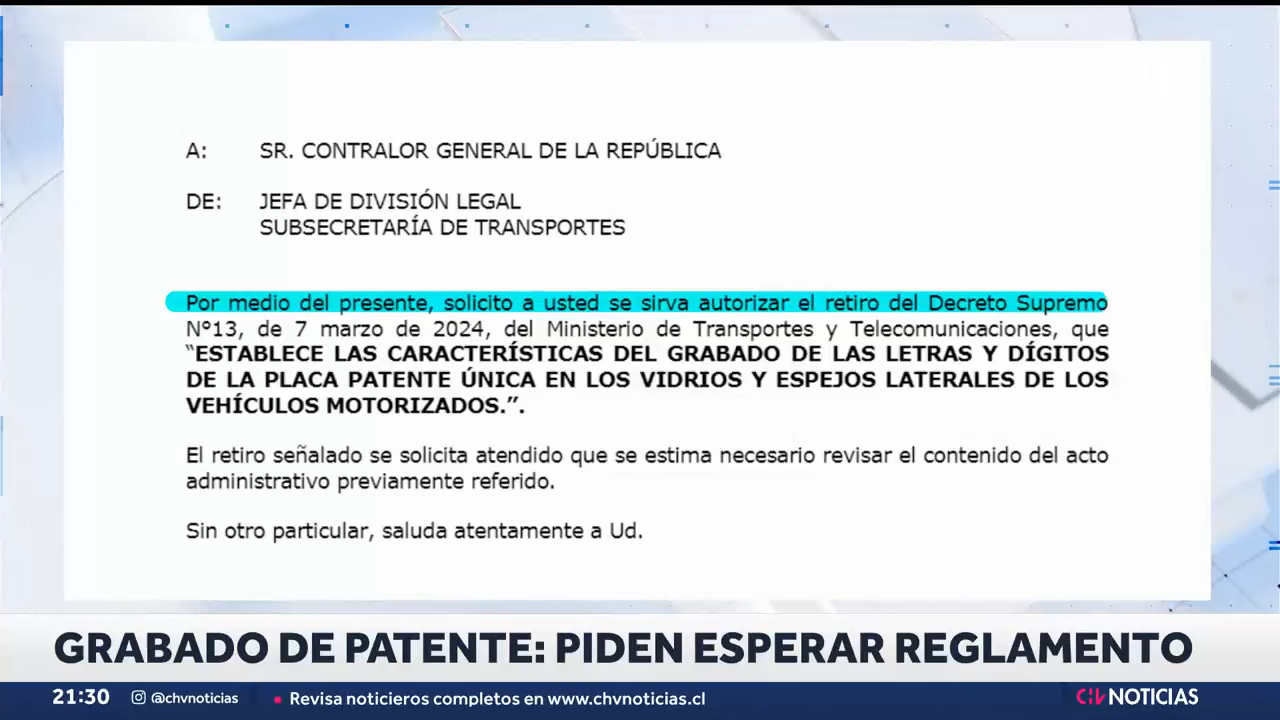 A: SR. CONTRALOR GENERAL DE LA REPÚBLICA
DE: JEFA DE DIVISIÓN LEGAL
SUBSECRETARÍA DE TRANSPORTES
Por medio del presente, solicito a usted se sirva autorizar el retiro del Decreto Supremo
Nº13, de 7 marzo de 2024, del Ministerio de Transportes y Telecomunicaciones, que
“ESTABLECE LAS CARACTERÍSTICAS DEL GRABADO DE LAS LETRAS Y DÍGITOS
DE LA PLACA PATENTE ÚNICA EN LOS VIDRIOS Y ESPEJOS LATERALES DE LOS
VEHÍCULOS MOTORIZADOS.”.
El retiro señalado se solicita atendido que se estima necesario revisar el contenido del acto
administrativo previamente referido.
Sin otro particular, saluda atentamente a Ud.
GRABADO DE PATENTE: PIDEN ESPERAR REGLAMENTO
21:30 @chvnoticias • Revisa noticieros completos en www.chvnoticias.cl CHV NOTICIAS